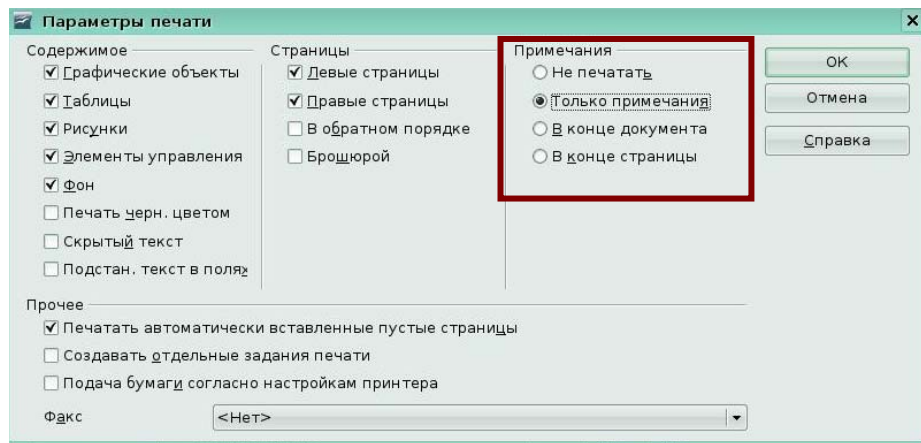 Параметры печати
Содержимое
Графические объекты
Таблицы
Рисунки
Элементы управления
Фон
Печать черн. цветом
Скрытый текст
Подстан. текст в полях
Страницы
Левые страницы
Правые страницы
В обратном порядке
Брошюрой
Примечания
Не печатать
Только примечания
В конце документа
В конце страницы
ОК
Отмена
Справка
Прочее
Печатать автоматически вставленные пустые страницы
Создавать отдельные задания печати
Подача бумаги согласно настройкам принтера
Факс
<Нет>